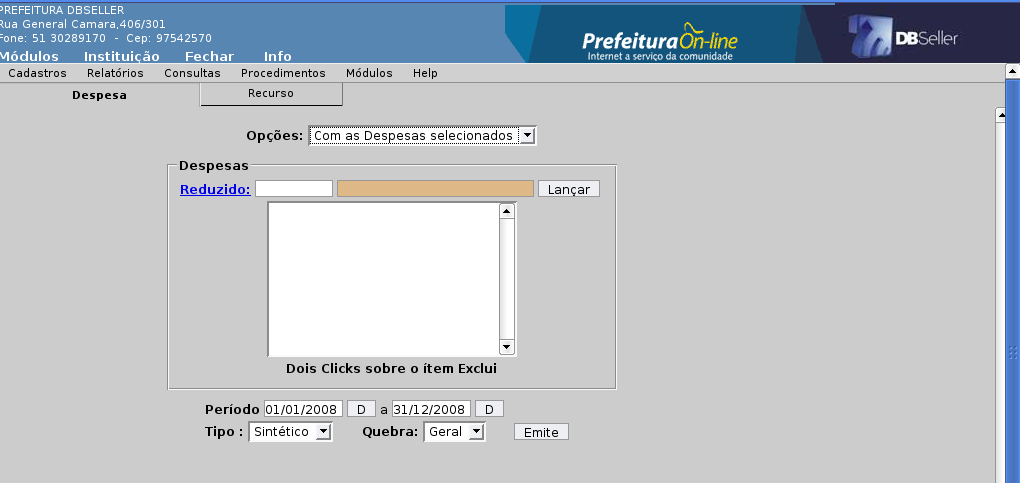 PREFEITURA DBSELLER
Rua General Camara,406/301
Fone: 51 30289170 - Cep: 97542570
Módulos Instituição Fechar Info
Prefeitura On-line
Internet a serviço da comunidade
DBSeller
Cadastros Relatórios Consultas Procedimentos Módulos Help
Despesa Recurso
Opções: Com as Despesas selecionados
Despesas
Reduzido: Lançar
Dois Clicks sobre o ítem Exclui
Período 01/01/2008 D a 31/12/2008 D
Tipo : Sintético Quebra: Geral Emite